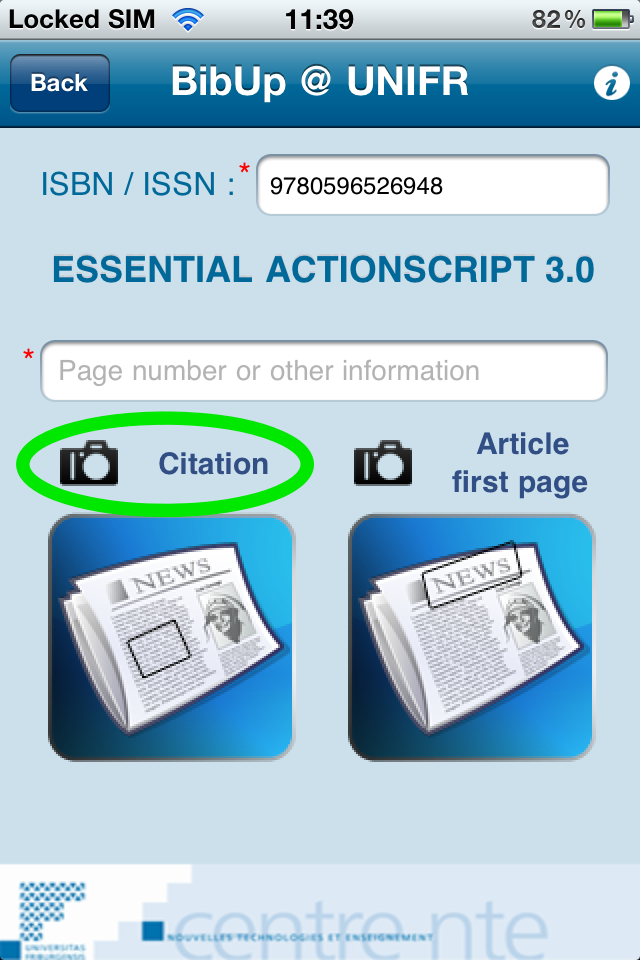 Locked SIM 11:39 82%
Back BibUp @ UNIFR
ISBN / ISSN : * 9780596526948
ESSENTIAL ACTIONSCRIPT 3.0
* Page number or other information
Citation
Article
first page
NEWS
NEWS
centre nte
NOUVELLES TECHNOLOGIES ET ENSEIGNEMENT
UNIVERSITAS
FRIBURGENSIS